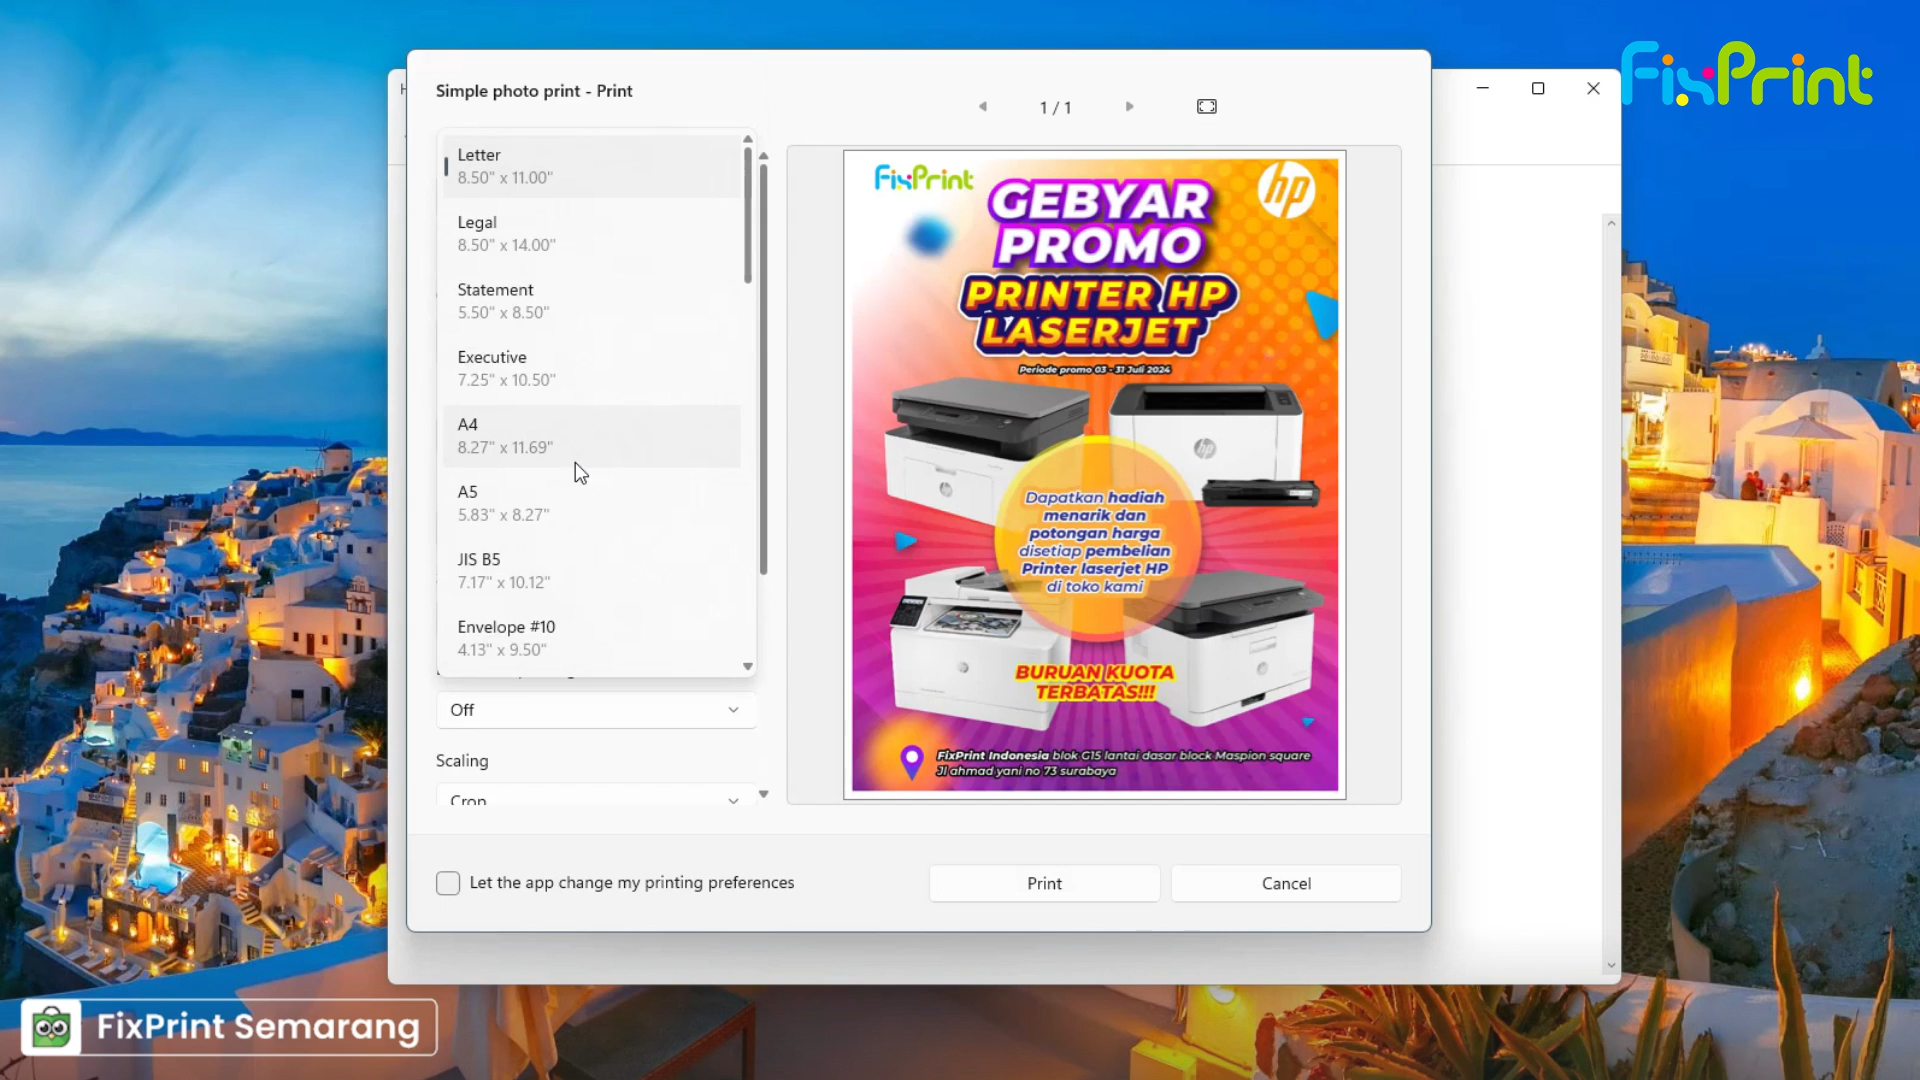 Simple photo print - Print
1 / 1
FixPrint
Letter
8.50" x 11.00"
Legal
8.50" x 14.00"
Statement
5.50" x 8.50"
Executive
7.25" x 10.50"
A4
8.27" x 11.69"
A5
5.83" x 8.27"
JIS B5
7.17" x 10.12"
Envelope #10
4.13" x 9.50"
Off
Scaling
Crop
FixPrint
hp
GEBYAR
PROMO
PRINTER HP
LASERJET
Periode promo 03 - 31 Juli 2024
Dapatkan hadiah
menarik dan
potongan harga
disetiap pembelian
Printer laserjet HP
di toko kami
BURUAN KUOTA
TERBATAS!!!
FixPrint Indonesia blok G15 lantai dasar block Maspion square
Jl ahmad yani no 73 surabaya
Let the app change my printing preferences
Print
Cancel
FixPrint Semarang